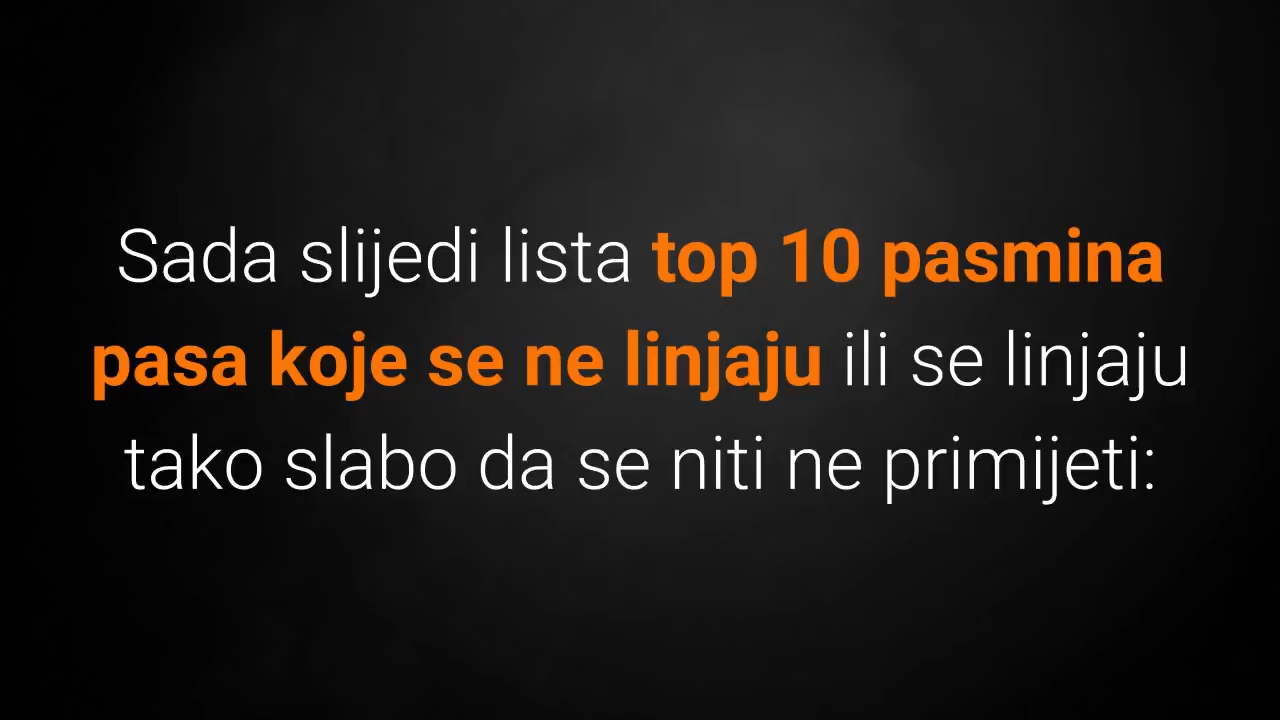 Sada slijedi lista top 10 pasmina
pasa koje se ne linjaju ili se linjaju
tako slabo da se niti ne primijeti: